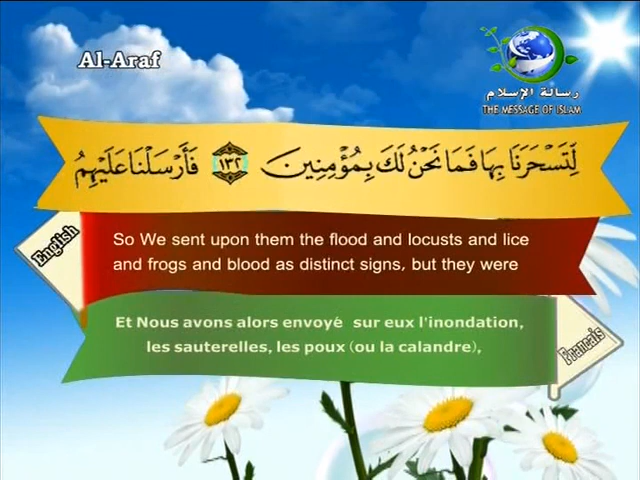 Al-Araf
رسالة الإسلام
THE MESSAGE OF ISLAM
لِّتَسْحَرَنَا بِهَا فَمَا نَحْنُ لَكَ بِمُؤْمِنِينَ ١٣٢ فَأَرْسَلْنَا عَلَيْهِمُ
English
So We sent upon them the flood and locusts and lice
and frogs and blood as distinct signs, but they were
Et Nous avons alors envoyé sur eux l'inondation,
les sauterelles, les poux (ou la calandre),
Francais